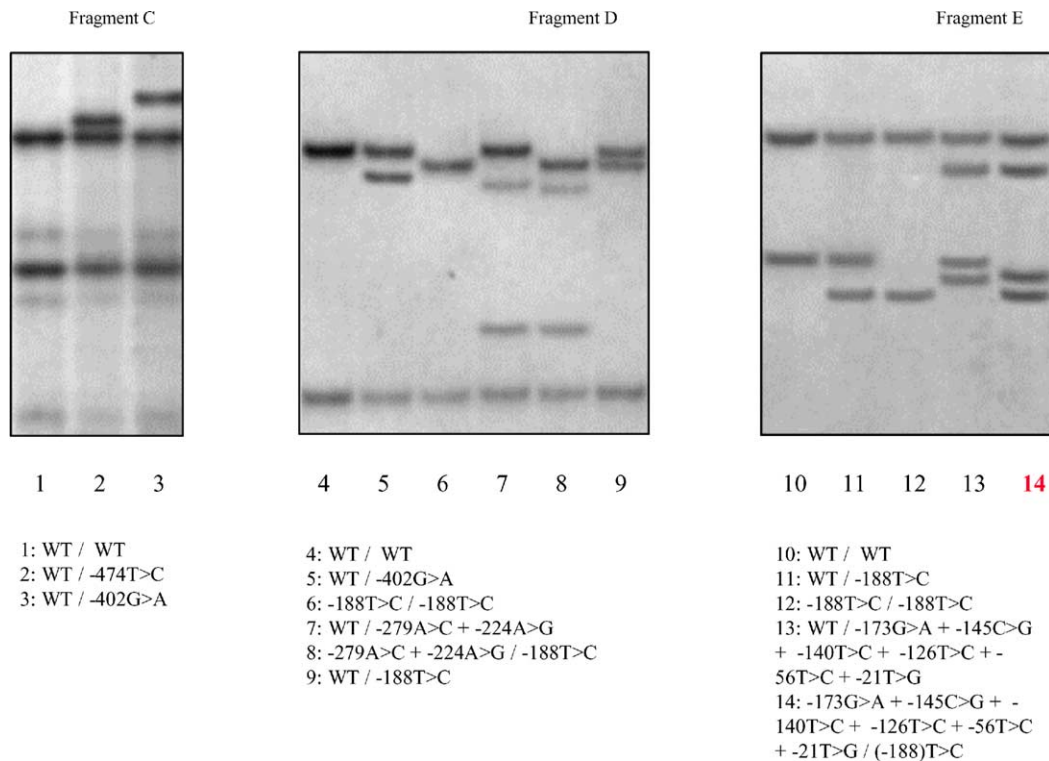 Fragment C
Fragment D
Fragment E
1 2 3
4 5 6 7 8 9
10 11 12 13 14
1: WT / WT
2: WT / -474T>C
3: WT / -402G>A
4: WT / WT
5: WT / -402G>A
6: -188T>C / -188T>C
7: WT / -279A>C + -224A>G
8: -279A>C + -224A>G / -188T>C
9: WT / -188T>C
10: WT / WT
11: WT / -188T>C
12: -188T>C / -188T>C
13: WT / -173G>A + -145C>G
+ -140T>C + -126T>C + -
56T>C + -21T>G
14: -173G>A + -145C>G + -
140T>C + -126T>C + -56T>C
+ -21T>G / (-188)T>C